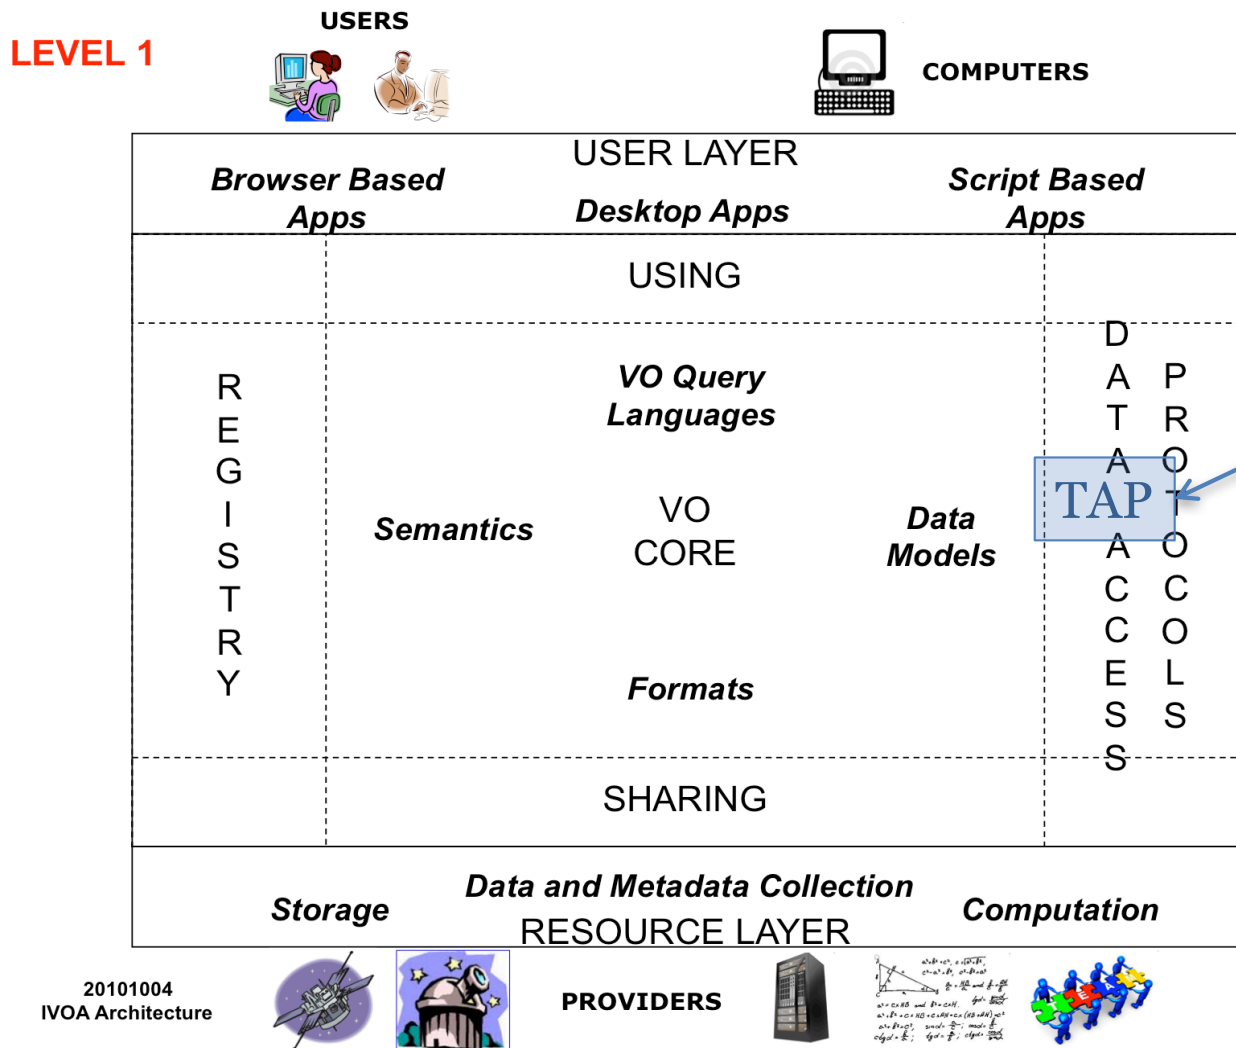 USERS
LEVEL 1
COMPUTERS
USER LAYER
Browser Based
Apps
Desktop Apps
Script Based
Apps
USING
REGISTRY
VO Query
Languages
Semantics
VO
CORE
Data
Models
Formats
DATA ACCESS
PROTOCOLS
TAP
SHARING
Data and Metadata Collection
Storage
Computation
RESOURCE LAYER
20101004
IVOA Architecture
PROVIDERS